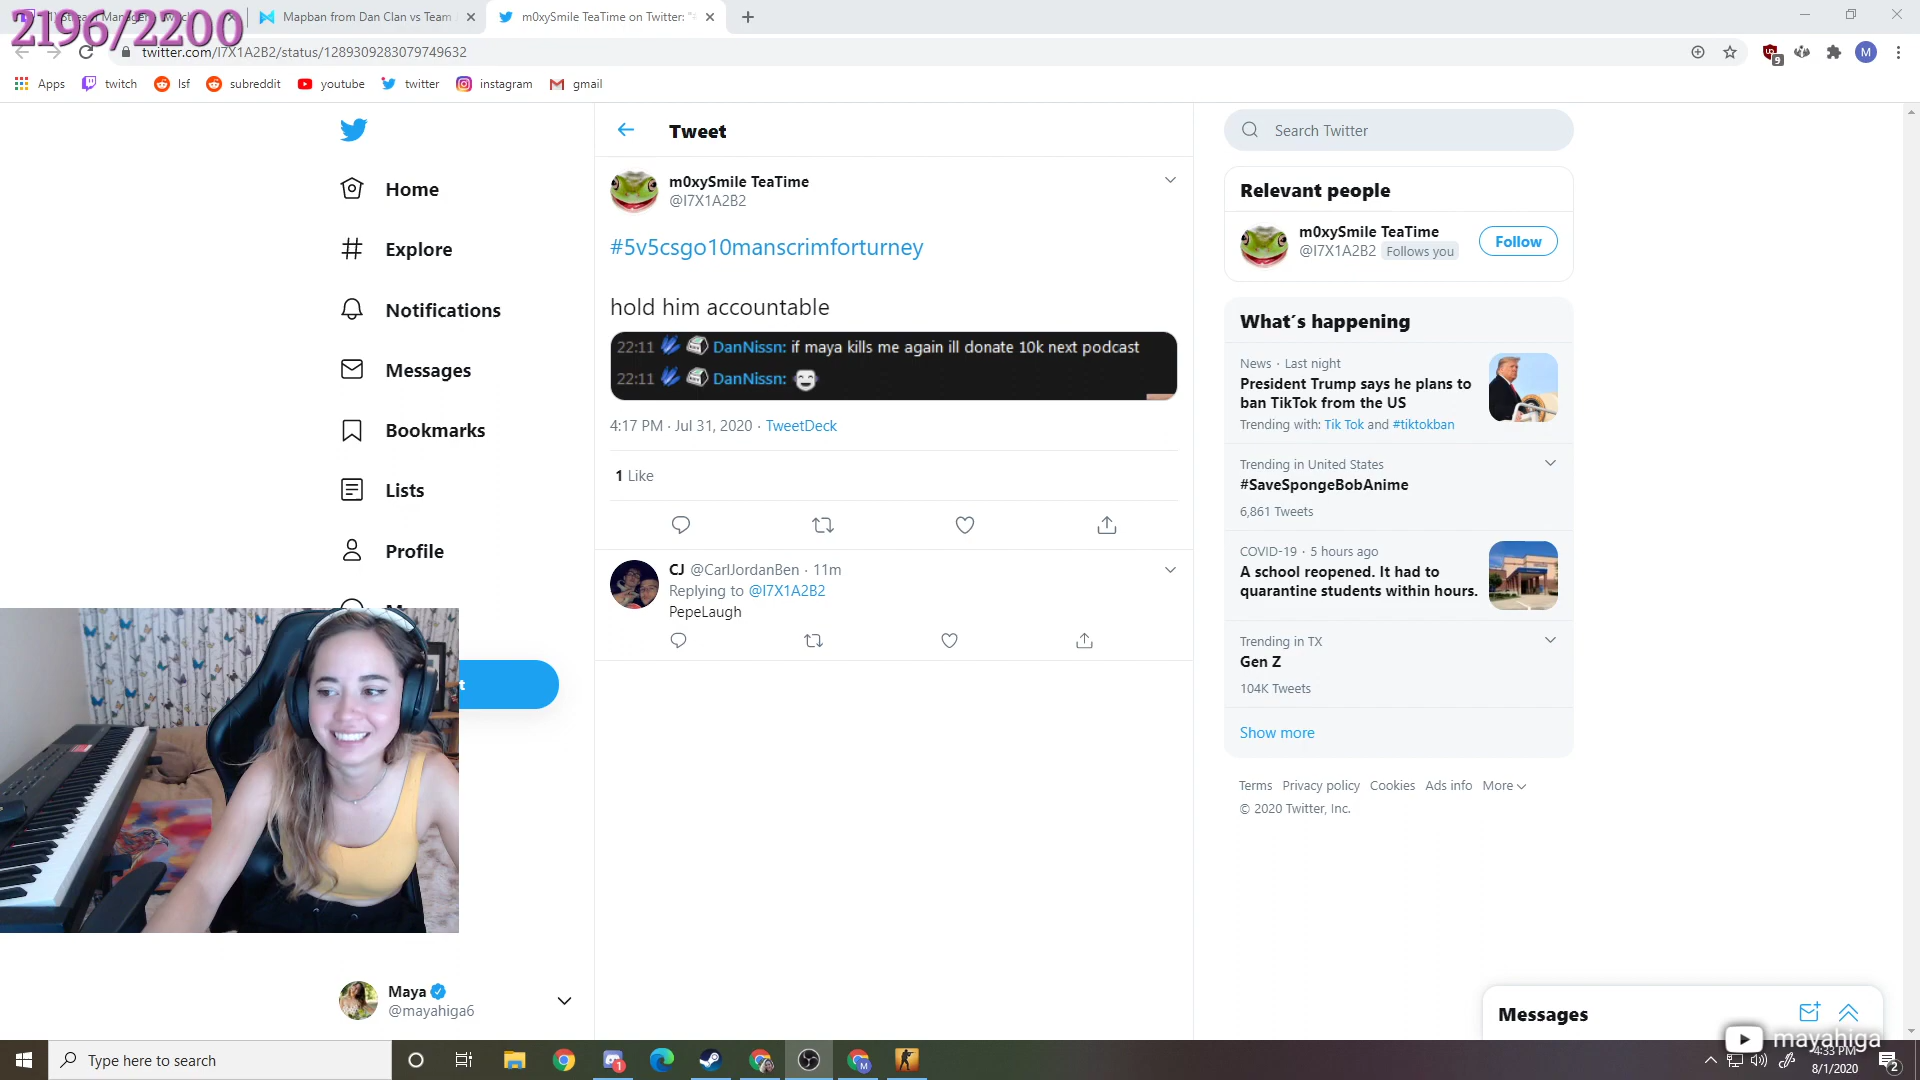 2196/2200
Mapban from Dan Clan vs Team
m0xySmile TeaTime on Twitter: "#
twitter.com/I7X1A2B2/status/1289309283079749632
9
M
Apps
twitch
lsf
subreddit
youtube
twitter
instagram
gmail
Home
Explore
Notifications
Messages
Bookmarks
Lists
Profile
t
Maya
@mayahiga6
Tweet
m0xySmile TeaTime
@I7X1A2B2
#5v5csgo10manscrimforturney
hold him accountable
22:11 DanNissn: if maya kills me again ill donate 10k next podcast
22:11 DanNissn:
4:17 PM · Jul 31, 2020 · TweetDeck
1 Like
CJ @CarlJordanBen · 11m
Replying to @I7X1A2B2
PepeLaugh
Search Twitter
Relevant people
m0xySmile TeaTime
@I7X1A2B2 Follows you
Follow
What's happening
News · Last night
President Trump says he plans to
ban TikTok from the US
Trending with: Tik Tok and #tiktokban
Trending in United States
#SaveSpongeBobAnime
6,861 Tweets
COVID-19 · 5 hours ago
A school reopened. It had to
quarantine students within hours.
Trending in TX
Gen Z
104K Tweets
Show more
Terms Privacy policy Cookies Ads info More
© 2020 Twitter, Inc.
Messages
mayahiga
Type here to search
1
M
4:33 PM
8/1/2020
2